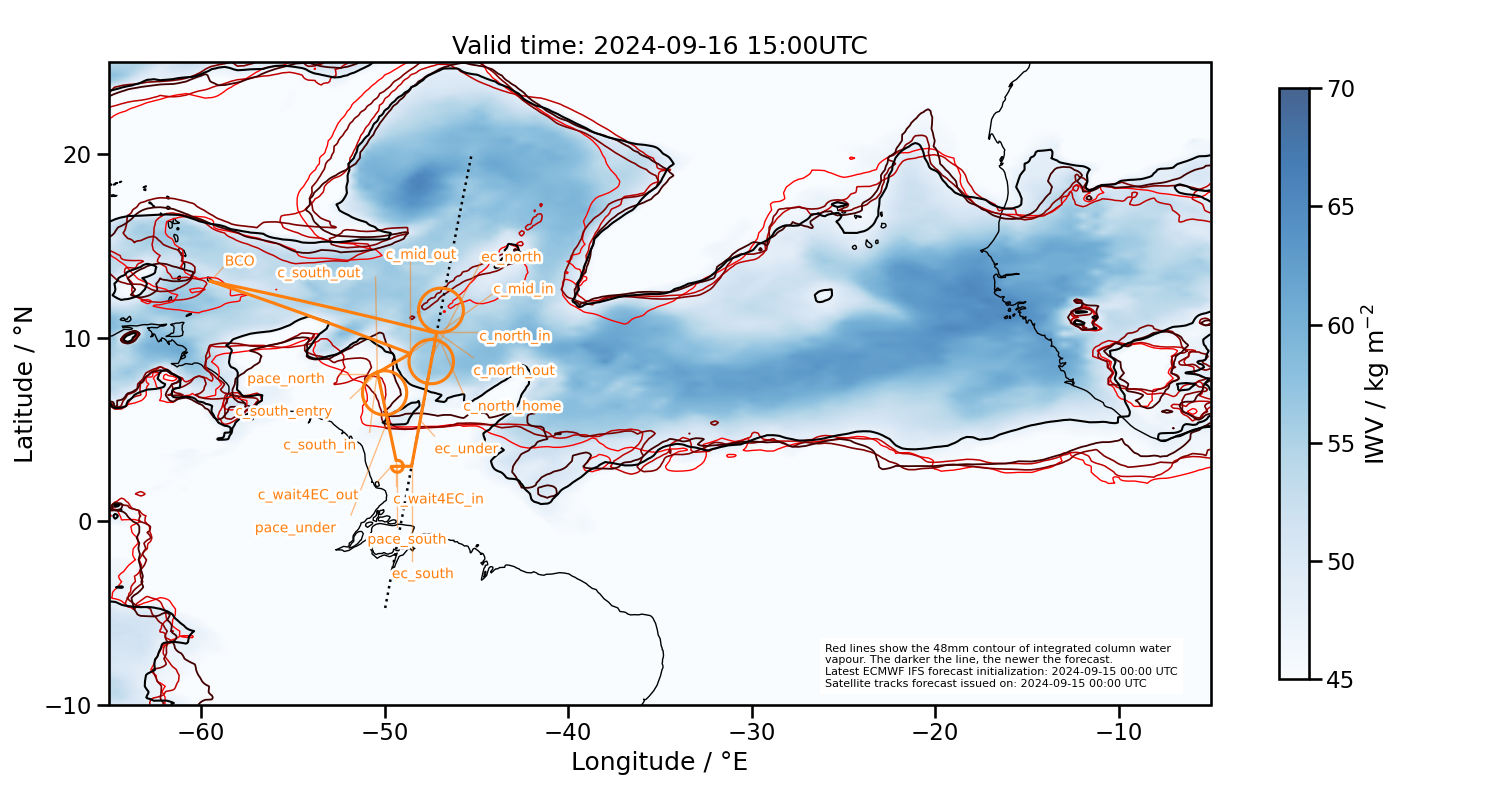 Valid time: 2024-09-16 15:00UTC
Latitude / °N
20
10
0
−10
BCO
c_south_out
c_mid_out
ec_north
c_mid_in
c_north_in
c_north_out
pace_north
c_south-entry
c_north_home
c_south_in
ec_under
c_wait4EC_out
c_wait4EC_in
pace_under
pace_south
ec_south
Red lines show the 48mm contour of integrated column water
vapour. The darker the line, the newer the forecast.
Latest ECMWF IFS forecast initialization: 2024-09-15 00:00 UTC
Satellite tracks forecast issued on: 2024-09-15 00:00 UTC
−60
−50
−40
−30
−20
−10
Longitude / °E
70
65
60
55
50
45
IWV / kg m−2